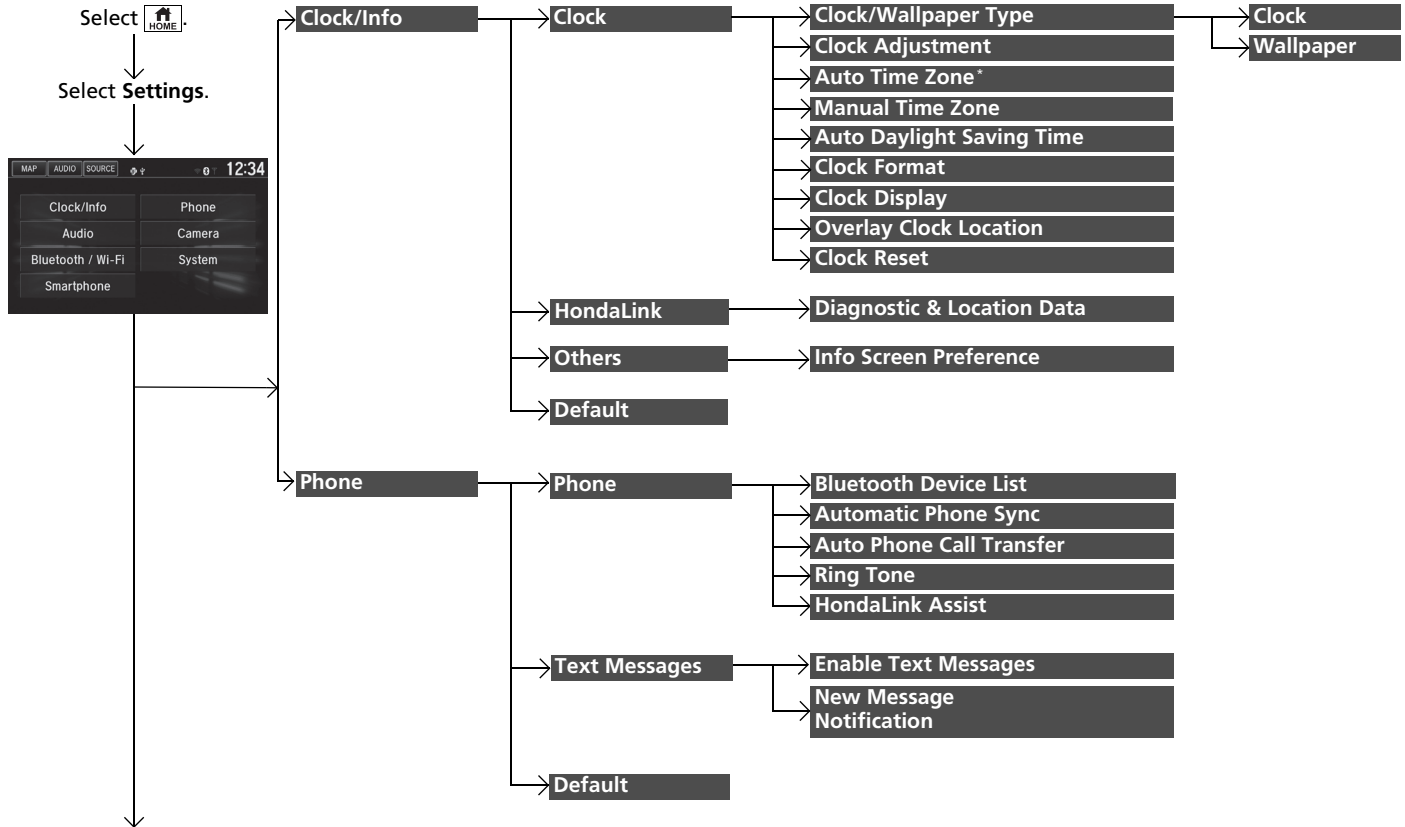 Select HOME.
Select Settings.
MAP AUDIO SOURCE 12:34
Clock/Info Phone
Audio Camera
Bluetooth / Wi-Fi System
Smartphone
Clock/Info
Clock
Clock/Wallpaper Type
Clock
Wallpaper
Clock Adjustment
Auto Time Zone*
Manual Time Zone
Auto Daylight Saving Time
Clock Format
Clock Display
Overlay Clock Location
Clock Reset
HondaLink
Diagnostic & Location Data
Others
Info Screen Preference
Default
Phone
Phone
Bluetooth Device List
Automatic Phone Sync
Auto Phone Call Transfer
Ring Tone
HondaLink Assist
Text Messages
Enable Text Messages
New Message
Notification
Default